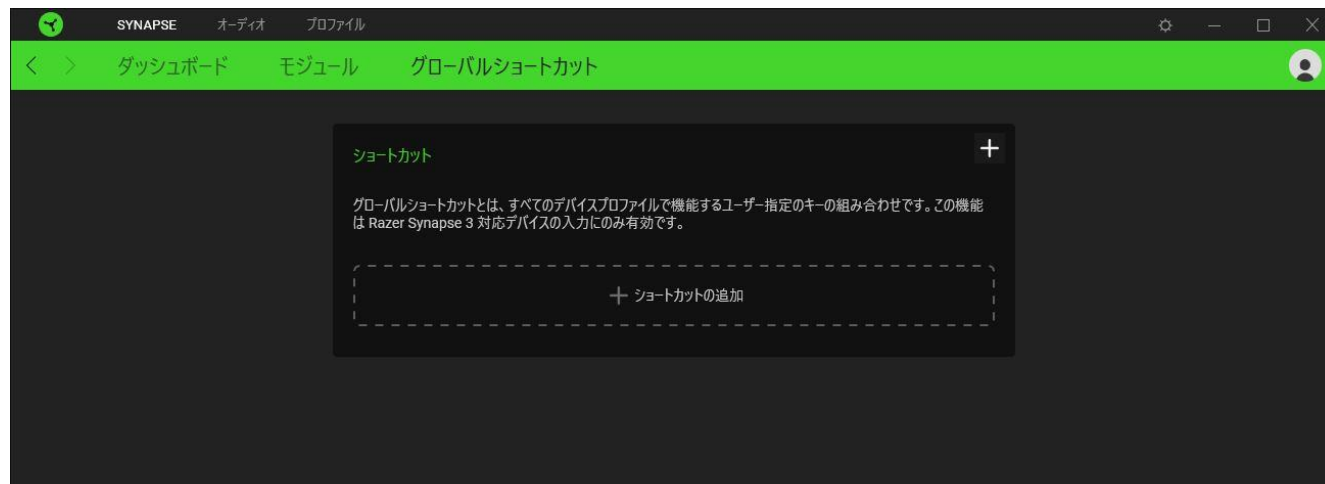 SYNAPSE オーディオ プロファイル
ダッシュボード モジュール グローバルショートカット
ショートカット
グローバルショートカットとは、すべてのデバイスプロファイルで機能するユーザー指定のキーの組み合わせです。この機能
は Razer Synapse 3 対応デバイスの入力にのみ有効です。
ショートカットの追加